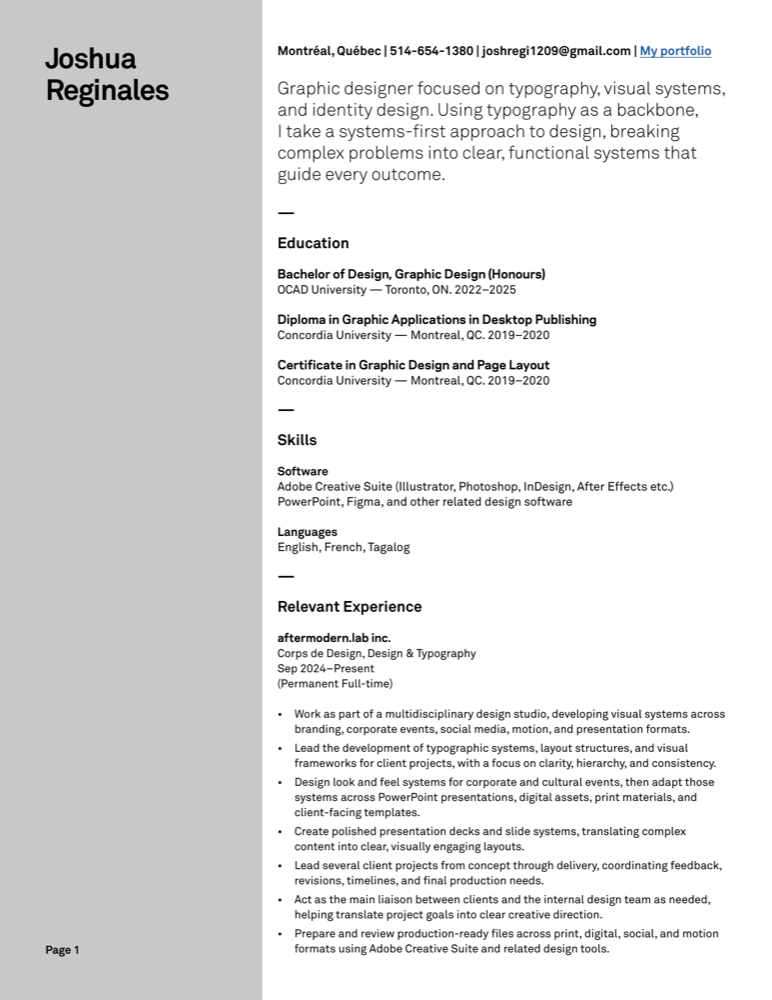 Joshua
Reginales
Montréal, Québec | 514-654-1380 | joshregi1209@gmail.com | My portfolio
Graphic designer focused on typography, visual systems,
and identity design. Using typography as a backbone,
I take a systems-first approach to design, breaking
complex problems into clear, functional systems that
guide every outcome.
—
Education
Bachelor of Design, Graphic Design (Honours)
OCAD University — Toronto, ON. 2022–2025
Diploma in Graphic Applications in Desktop Publishing
Concordia University — Montreal, QC. 2019–2020
Certificate in Graphic Design and Page Layout
Concordia University — Montreal, QC. 2019–2020
—
Skills
Software
Adobe Creative Suite (Illustrator, Photoshop, InDesign, After Effects etc.)
PowerPoint, Figma, and other related design software
Languages
English, French, Tagalog
—
Relevant Experience
aftermodern.lab inc.
Corps de Design, Design & Typography
Sep 2024–Present
(Permanent Full-time)
• Work as part of a multidisciplinary design studio, developing visual systems across
branding, corporate events, social media, motion, and presentation formats.
• Lead the development of typographic systems, layout structures, and visual
frameworks for client projects, with a focus on clarity, hierarchy, and consistency.
• Design look and feel systems for corporate and cultural events, then adapt those
systems across PowerPoint presentations, digital assets, print materials, and
client-facing templates.
• Create polished presentation decks and slide systems, translating complex
content into clear, visually engaging layouts.
• Lead several client projects from concept through delivery, coordinating feedback,
revisions, timelines, and final production needs.
• Act as the main liaison between clients and the internal design team as needed,
helping translate project goals into clear creative direction.
• Prepare and review production-ready files across print, digital, social, and motion
formats using Adobe Creative Suite and related design tools.
Page 1